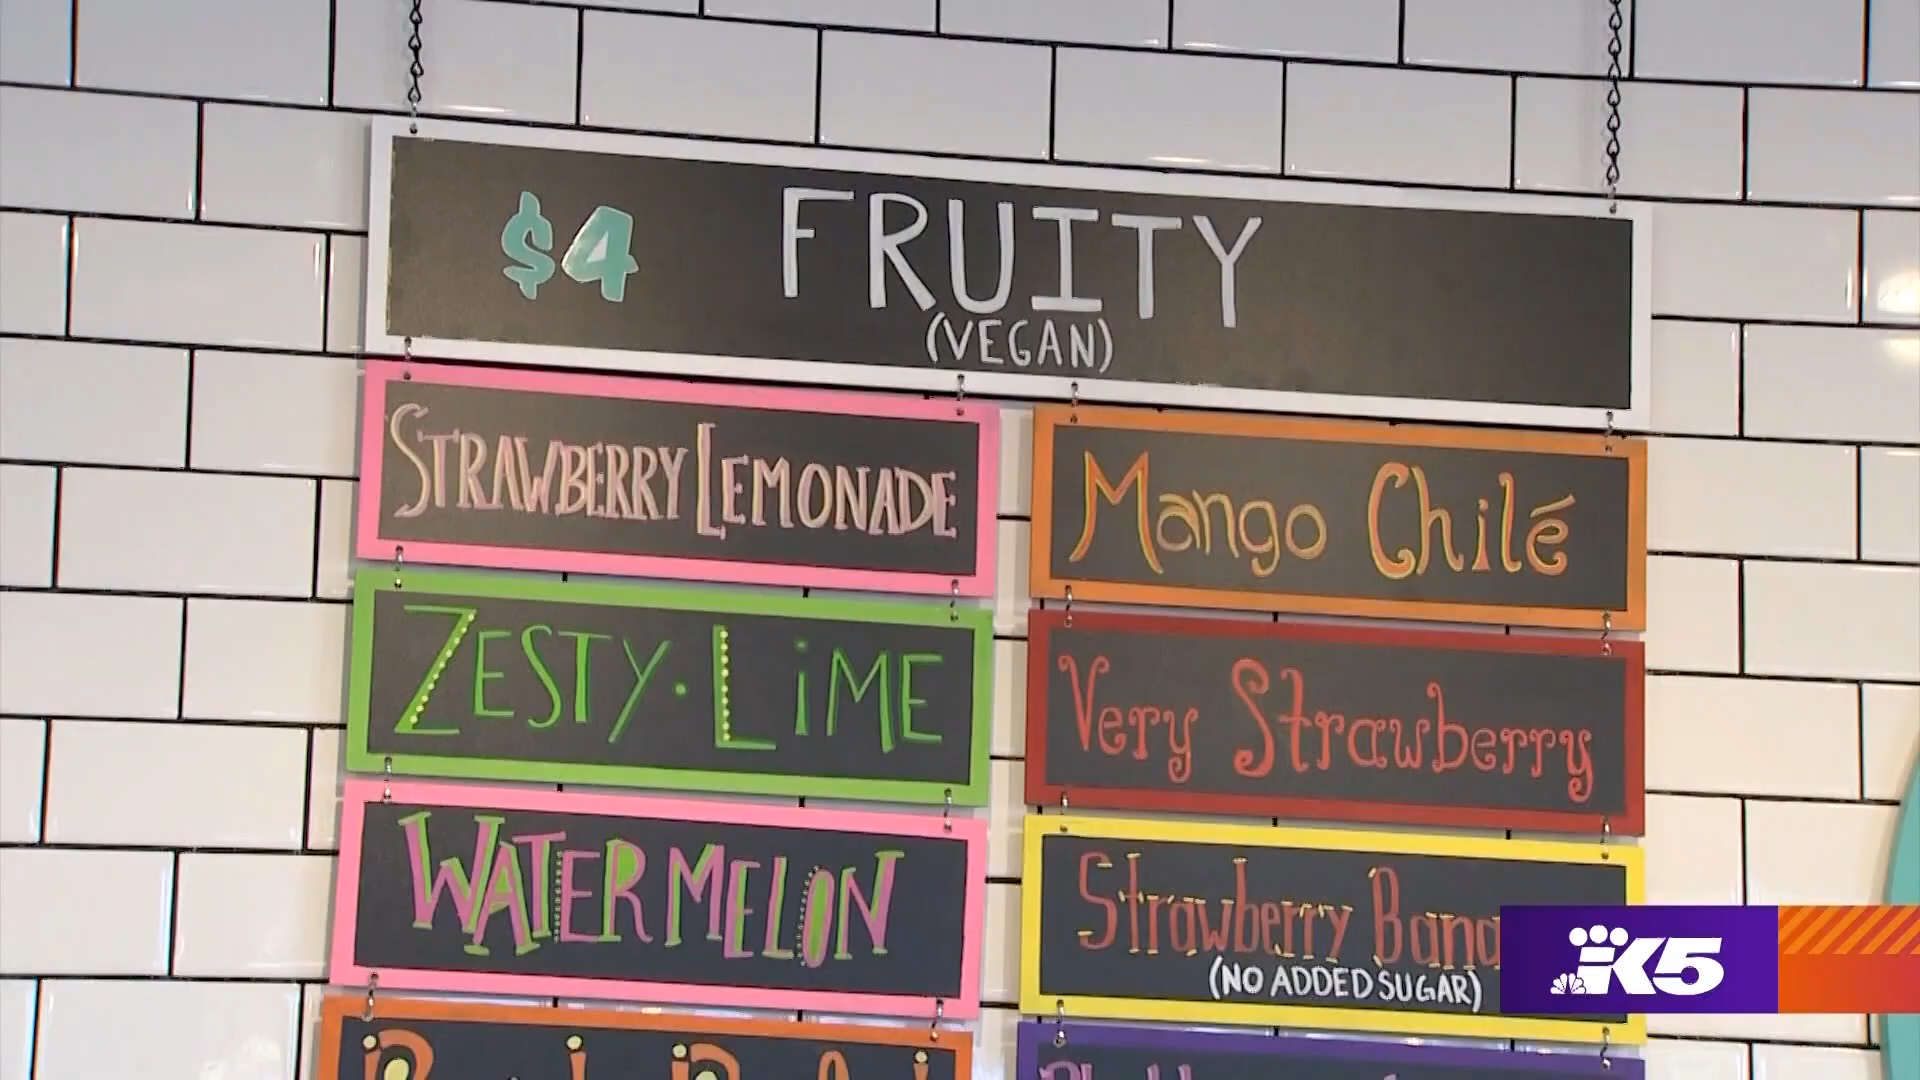 $4 FRUITY
(VEGAN)
STRAWBERRY LEMONADE
Mango Chilé
ZESTY · LiME
Very Strawberry
WATERMELON
Strawberry
(NO ADDED SUGAR)
K5